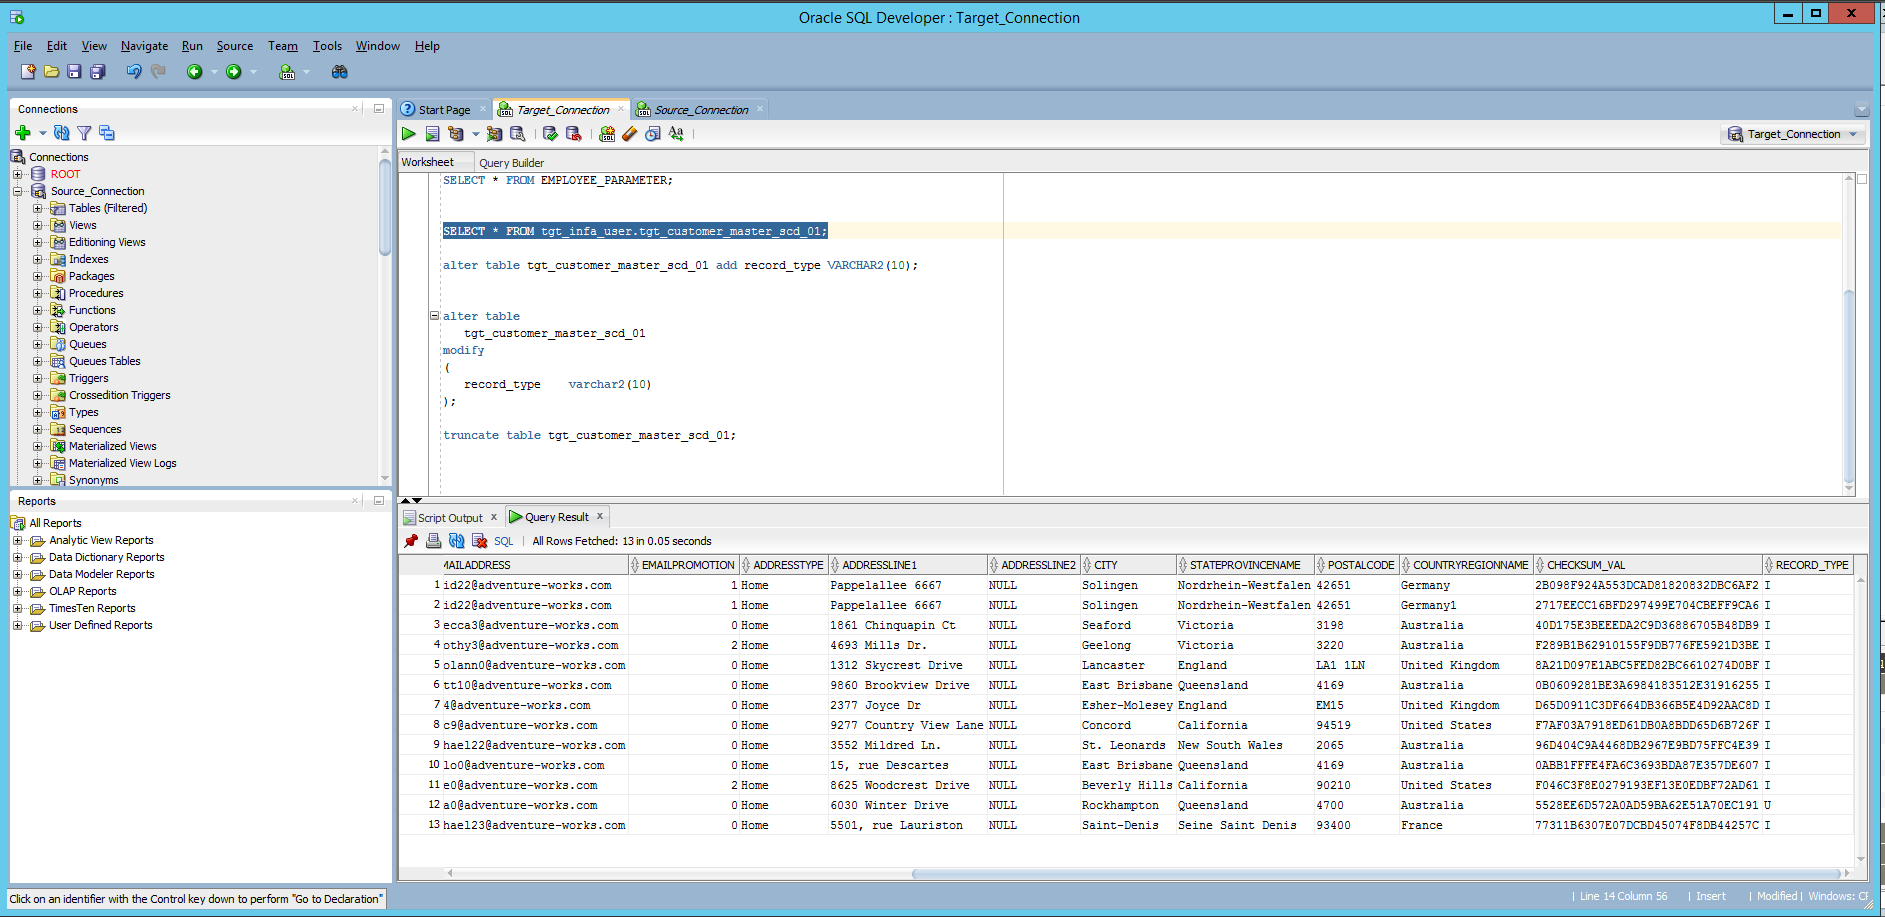 Oracle SQL Developer : Target_Connection
File Edit View Navigate Run Source Team Tools Window Help
Connections
Connections
ROOT
Source_Connection
Tables (Filtered)
Views
Editioning Views
Indexes
Packages
Procedures
Functions
Operators
Queues
Queues Tables
Triggers
Crossedition Triggers
Types
Sequences
Materialized Views
Materialized View Logs
Synonyms
Reports
All Reports
Analytic View Reports
Data Dictionary Reports
Data Modeler Reports
OLAP Reports
TimesTen Reports
User Defined Reports
Start Page Target_Connection Source_Connection
Target_Connection
Worksheet Query Builder
SELECT * FROM EMPLOYEE_PARAMETER;
SELECT * FROM tgt_infa_user.tgt_customer_master_scd_01;
alter table tgt_customer_master_scd_01 add record_type VARCHAR2(10);
alter table
tgt_customer_master_scd_01
modify
(
record_type varchar2(10)
);
truncate table tgt_customer_master_scd_01;
Script Output Query Result
SQL All Rows Fetched: 13 in 0.05 seconds
MAILADDRESS EMAILPROMOTION ADDRESSTYPE ADDRESSLINE1 ADDRESSLINE2 CITY STATEPROVINCENAME POSTALCODE COUNTRYREGIONNAME CHECKSUM_VAL RECORD_TYPE
1 id22@adventure-works.com 1 Home Pappelallee 6667 NULL Solingen Nordrhein-Westfalen 42651 Germany 2B098F924A553DCAD81820832DBC6AF2 I
2 id22@adventure-works.com 1 Home Pappelallee 6667 NULL Solingen Nordrhein-Westfalen 42651 Germany1 2717EECC16BFD297499E704CBEFF9CA6 I
3 ecca3@adventure-works.com 0 Home 1861 Chinquapin Ct NULL Seaford Victoria 3198 Australia 40D175E3BEEEDA2C9D36886705B48DB9 I
4 othy3@adventure-works.com 2 Home 4693 Mills Dr. NULL Geelong Victoria 3220 Australia F289B1B62910155F9DB776FE5921D3BE I
5 olann0@adventure-works.com 0 Home 1312 Skycrest Drive NULL Lancaster England LA1 1LN United Kingdom 8A21D097E1ABC5FED82BC6610274D0BF I
6 tt10@adventure-works.com 0 Home 9860 Brookview Drive NULL East Brisbane Queensland 4169 Australia 0B0609281BE3A6984183512E31916255 I
7 4@adventure-works.com 0 Home 2377 Joyce Dr NULL Esher-Molesey England EM15 United Kingdom D65D0911C3DF664DB366B5E4D92AAC8D I
8 c9@adventure-works.com 0 Home 9277 Country View Lane NULL Concord California 94519 United States F7AF03A7918ED61DB0A8BDD65D6B726F I
9 hael22@adventure-works.com 0 Home 3552 Mildred Ln. NULL St. Leonards New South Wales 2065 Australia 96D404C9A4468DB2967E9BD75FFC4E39 I
10 lo0@adventure-works.com 0 Home 15, rue Descartes NULL East Brisbane Queensland 4169 Australia 0ABB1FFFE4FA6C3693BDA87E357DE607 I
11 e0@adventure-works.com 2 Home 8625 Woodcrest Drive NULL Beverly Hills California 90210 United States F046C3F8E0279193EF13E0EDBF72AD61 I
12 a0@adventure-works.com 0 Home 6030 Winter Drive NULL Rockhampton Queensland 4700 Australia 5528EE6D572A0AD59BA62E51A70EC191 U
13 hael23@adventure-works.com 0 Home 5501, rue Lauriston NULL Saint-Denis Seine Saint Denis 93400 France 77311B6307E07DCBD45074F8DB44257C I
Click on an identifier with the Control key down to perform "Go to Declaration"
Line 14 Column 56 Insert Modified Windows: CF